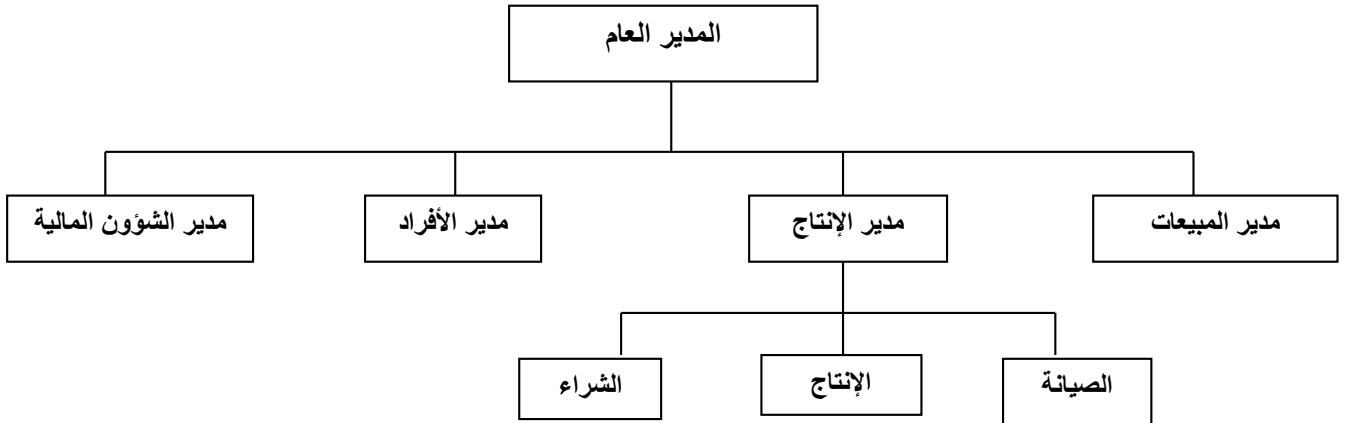 المدير العام
مدير المبيعات
مدير الإنتاج
مدير الأفراد
مدير الشؤون المالية
الصيانة
الإنتاج
الشراء